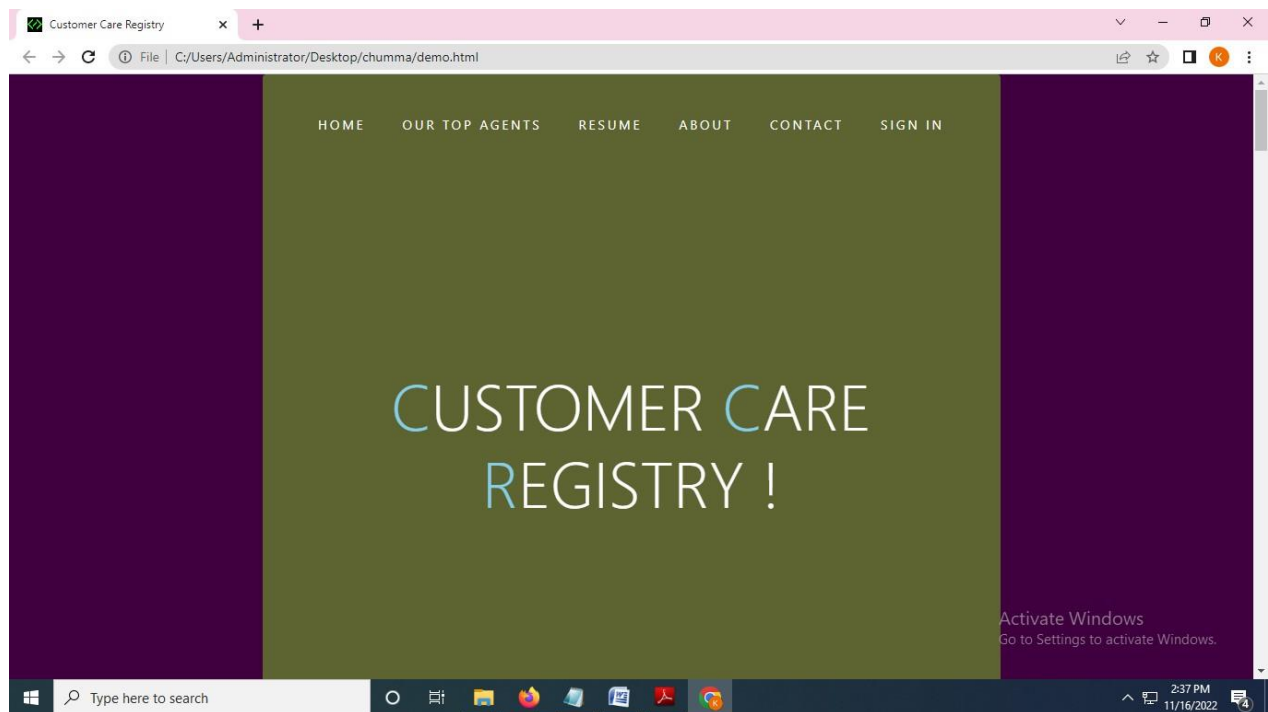 Customer Care Registry
File | C:/Users/Administrator/Desktop/chumma/demo.html
K
HOME OUR TOP AGENTS RESUME ABOUT CONTACT SIGN IN
CUSTOMER CARE
REGISTRY !
Activate Windows
Go to Settings to activate Windows.
Type here to search
2:37 PM
11/16/2022
4